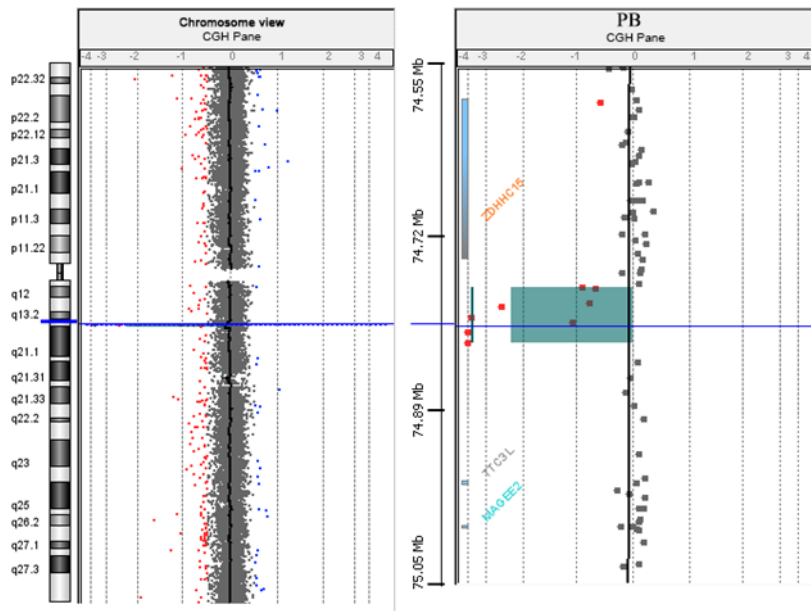 Chromosome view
CGH Pane
-4 -3 -2 -1 0 1 2 3 4
p22.32
p22.2
p22.12
p21.3
p21.1
p11.3
p11.22
q12
q13.2
q21.1
q21.31
q21.33
q22.2
q23
q25
q26.2
q27.1
q27.3
PB
CGH Pane
-4 -3 -2 -1 0 1 2 3 4
74.55 Mb
ZDHHC15
74.72 Mb
74.89 Mb
TTC3L
MAGEE2
75.05 Mb